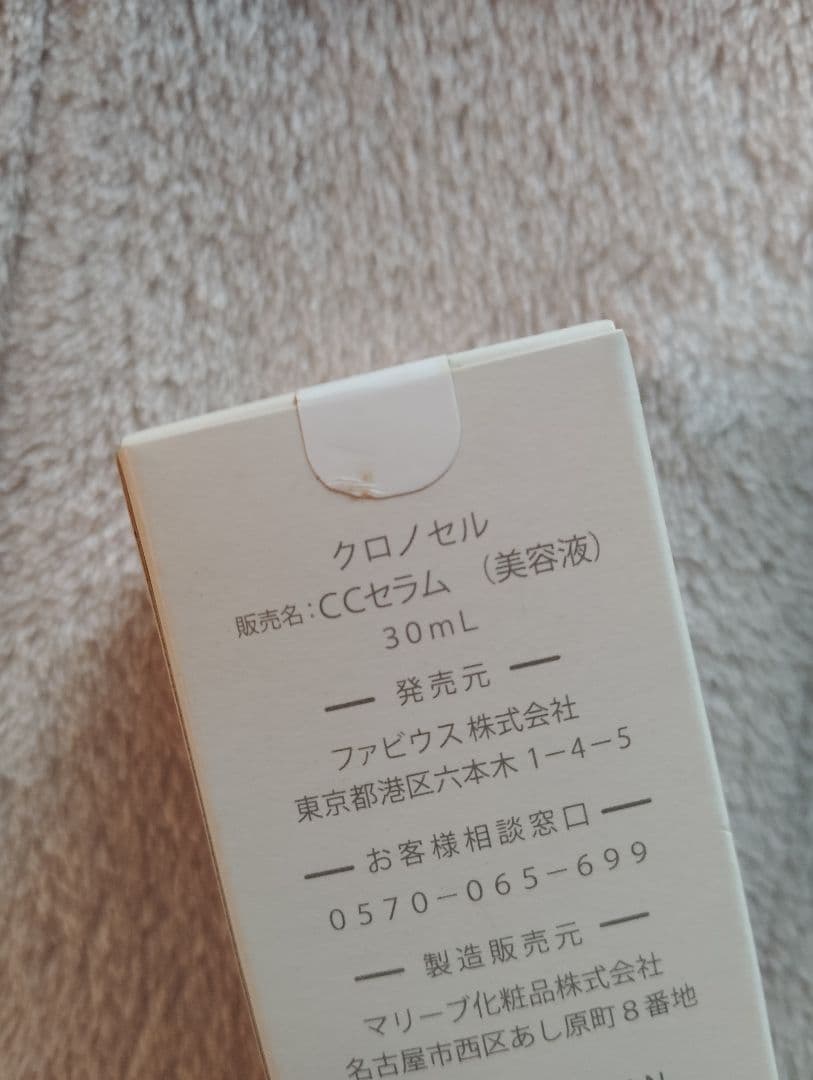 クロノセル
販売名：CCセラム （美容液）
30mL
発売元
ファビウス株式会社
東京都港区六本木 1-4-5
お客様相談窓口
0570-065-699
製造販売元
マリーブ化粧品株式会社
名古屋市西区あし原町8番地